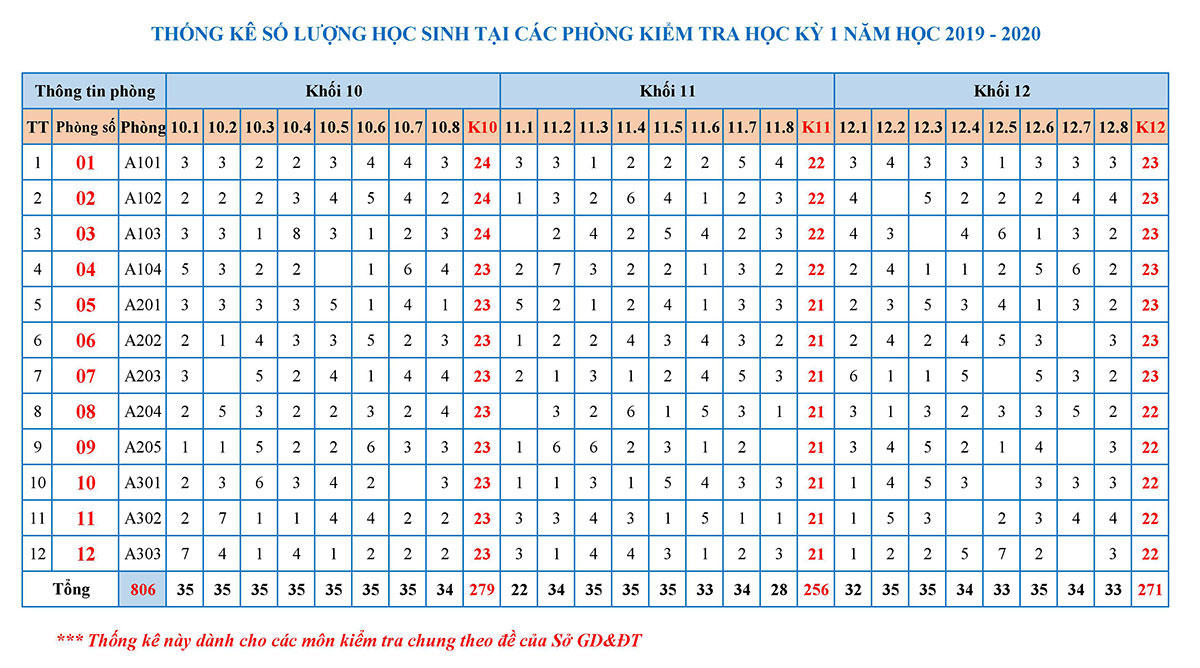 THỐNG KÊ SỐ LƯỢNG HỌC SINH TẠI CÁC PHÒNG KIỂM TRA HỌC KỲ 1 NĂM HỌC 2019 - 2020
Thông tin phòng Khối 10 Khối 11 Khối 12
TT Phòng số Phòng 10.1 10.2 10.3 10.4 10.5 10.6 10.7 10.8 K10 11.1 11.2 11.3 11.4 11.5 11.6 11.7 11.8 K11 12.1 12.2 12.3 12.4 12.5 12.6 12.7 12.8 K12
1 01 A101 3 3 2 2 3 4 4 3 24 3 3 1 2 2 2 5 4 22 3 4 3 3 1 3 3 3 23
2 02 A102 2 2 2 3 4 5 4 2 24 1 3 2 6 4 1 2 3 22 4 5 2 2 2 4 4 23
3 03 A103 3 3 1 8 3 1 2 3 24 2 4 2 5 4 2 3 22 4 3 4 6 1 3 2 23
4 04 A104 5 3 2 2 1 6 4 23 2 7 3 2 2 1 3 2 22 2 4 1 1 2 5 6 2 23
5 05 A201 3 3 3 3 5 1 4 1 23 5 2 1 2 4 1 3 3 21 2 3 5 3 4 1 3 2 23
6 06 A202 2 1 4 3 3 5 2 3 23 1 2 2 4 3 4 3 2 21 2 4 2 4 5 3 3 23
7 07 A203 3 5 2 4 1 4 4 23 2 1 3 1 2 4 5 3 21 6 1 1 5 5 3 2 23
8 08 A204 2 5 3 2 2 3 2 4 23 3 2 6 1 5 3 1 21 3 1 3 2 3 3 5 2 22
9 09 A205 1 1 5 2 2 6 3 3 23 1 6 6 2 3 1 2 21 3 4 5 2 1 4 3 22
10 10 A301 2 3 6 3 4 2 3 23 1 1 3 1 5 4 3 3 21 1 4 5 3 3 3 3 22
11 11 A302 2 7 1 1 4 4 2 2 23 3 3 4 3 1 5 1 1 21 1 5 3 2 3 4 4 22
12 12 A303 7 4 1 4 1 2 2 2 23 3 1 4 4 3 1 2 3 21 1 2 2 5 7 2 3 22
Tổng 806 35 35 35 35 35 35 35 34 279 22 34 35 35 35 33 34 28 256 32 35 35 34 33 35 34 33 271
*** Thống kê này dành cho các môn kiểm tra chung theo đề của Sở GD&ĐT